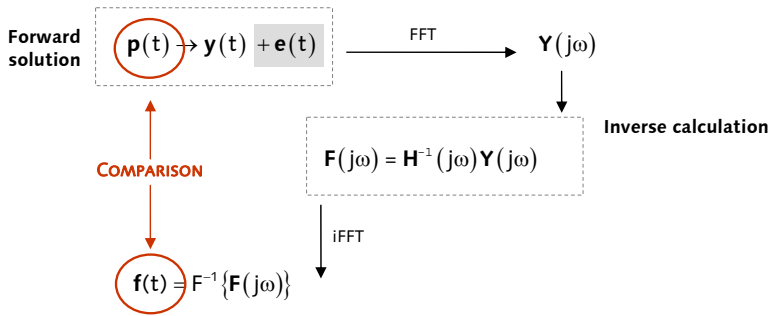 Forward
solution
p(t) → y(t) + e(t)
FFT
Y(jω)
Inverse calculation
F(jω) = H⁻¹(jω)Y(jω)
COMPARISON
iFFT
f(t) = F⁻¹{F(jω)}